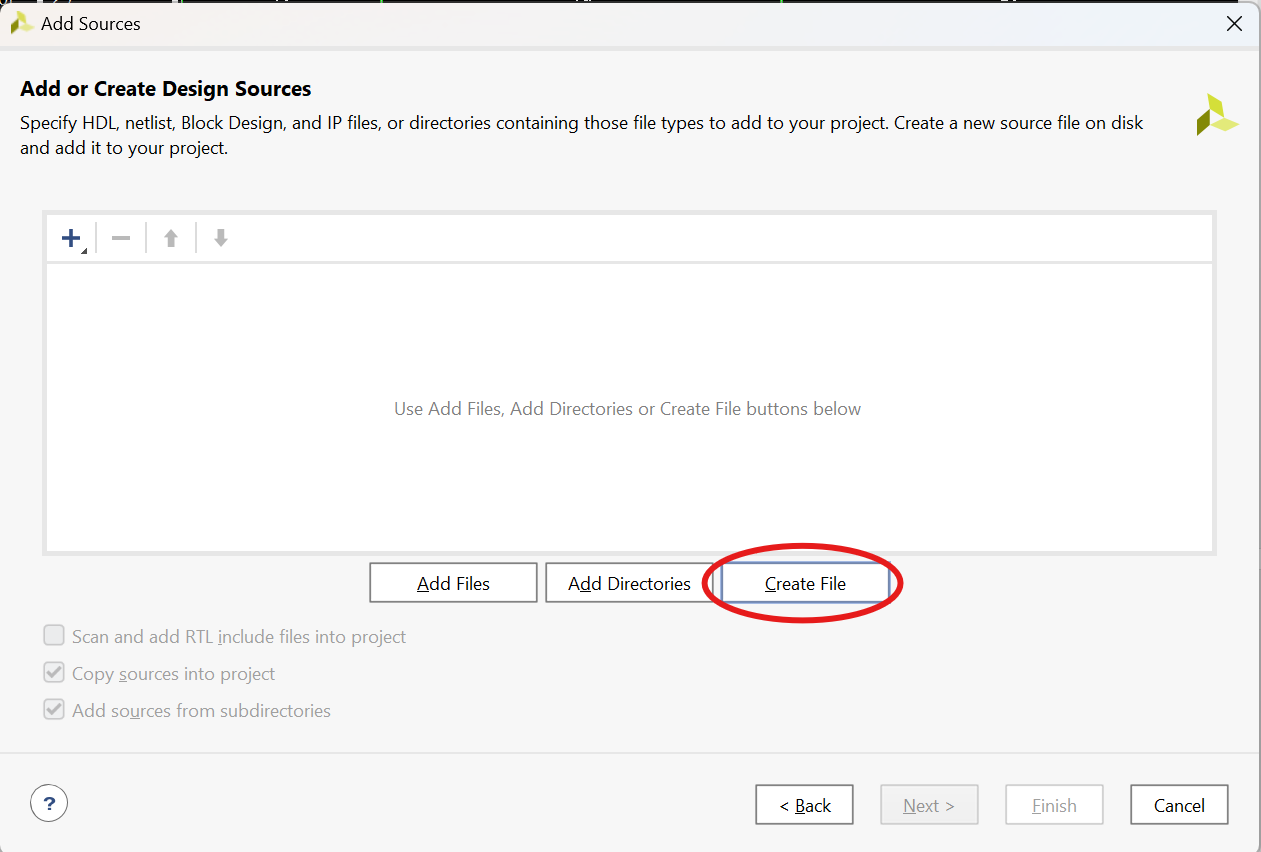 Add Sources
Add or Create Design Sources
Specify HDL, netlist, Block Design, and IP files, or directories containing those file types to add to your project. Create a new source file on disk
and add it to your project.
Use Add Files, Add Directories or Create File buttons below
Add Files
Add Directories
Create File
Scan and add RTL include files into project
Copy sources into project
Add sources from subdirectories
?
< Back
Next >
Finish
Cancel